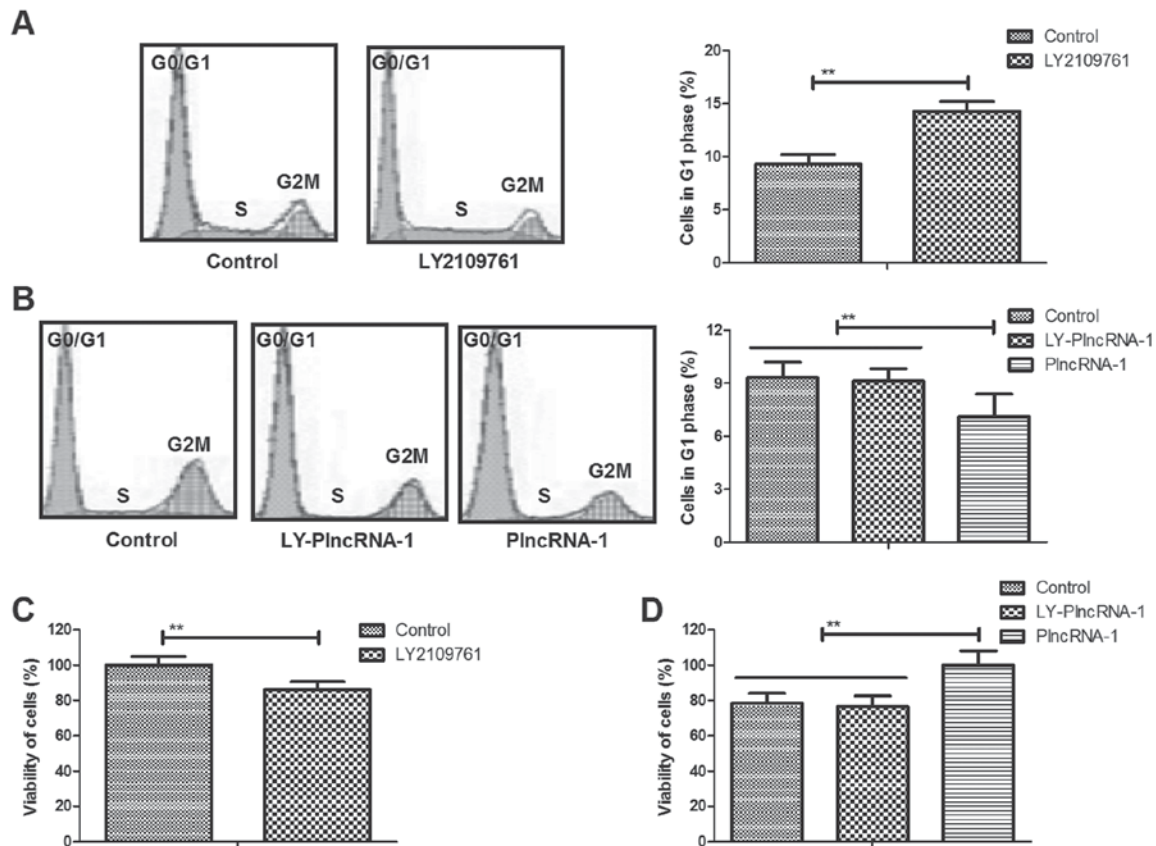 A
G0/G1
S
G2M
Control
G0/G1
S
G2M
LY2109761
Cells in G1 phase (%)
20
15
10
5
0
**
Control
LY2109761
B
G0/G1
S
G2M
Control
G0/G1
S
G2M
LY-PlncRNA-1
G0/G1
S
G2M
PlncRNA-1
Cells in G1 phase (%)
12
9
6
3
0
**
Control
LY-PlncRNA-1
PlncRNA-1
C
Viability of cells (%)
120
100
80
60
40
20
0
**
Control
LY2109761
D
Viability of cells (%)
120
100
80
60
40
20
0
**
Control
LY-PlncRNA-1
PlncRNA-1